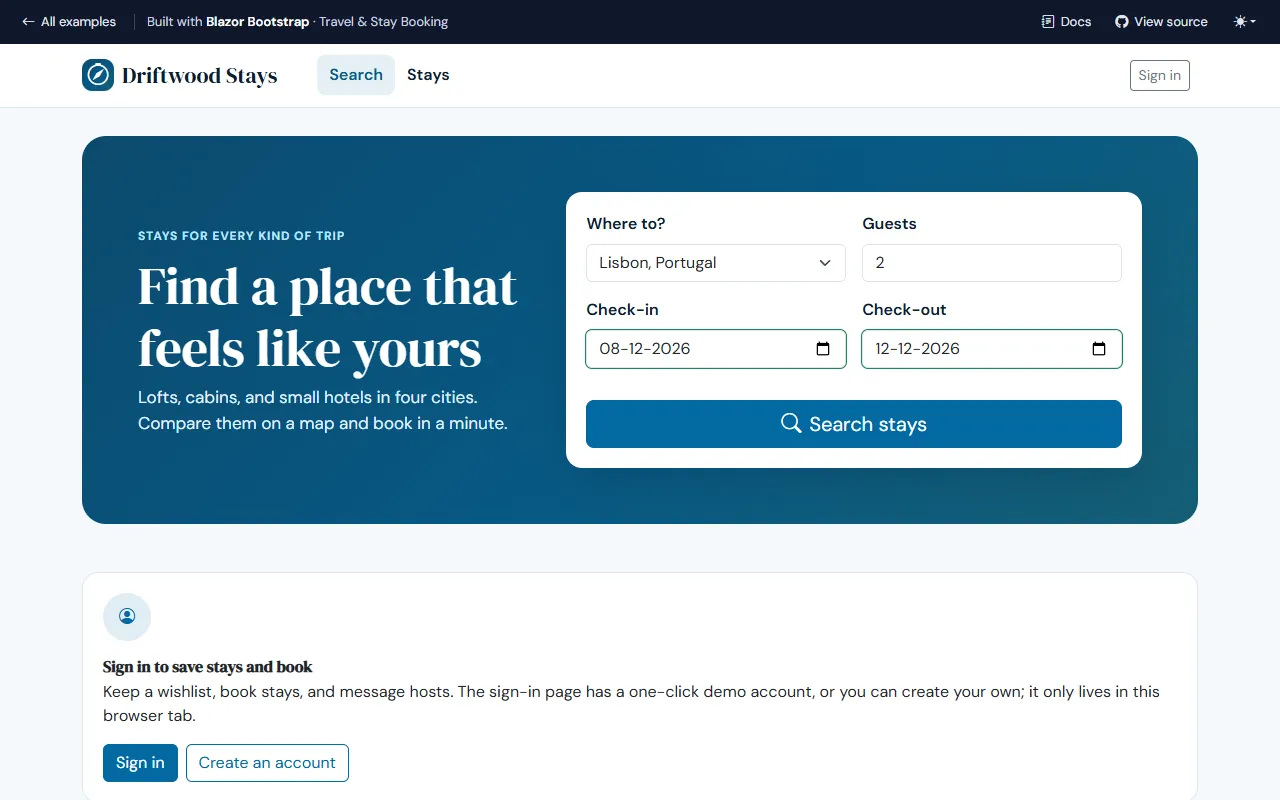 All examples
Built with Blazor Bootstrap · Travel & Stay Booking
Docs
View source
Driftwood Stays
Search
Stays
Sign in
STAYS FOR EVERY KIND OF TRIP
Find a place that
feels like yours
Lofts, cabins, and small hotels in four cities.
Compare them on a map and book in a minute.
Where to?
Guests
Lisbon, Portugal
2
Check-in
Check-out
08-12-2026
12-12-2026
Search stays
Sign in to save stays and book
Keep a wishlist, book stays, and message hosts. The sign-in page has a one-click demo account, or you can create your own; it only lives in this
browser tab.
Sign in
Create an account